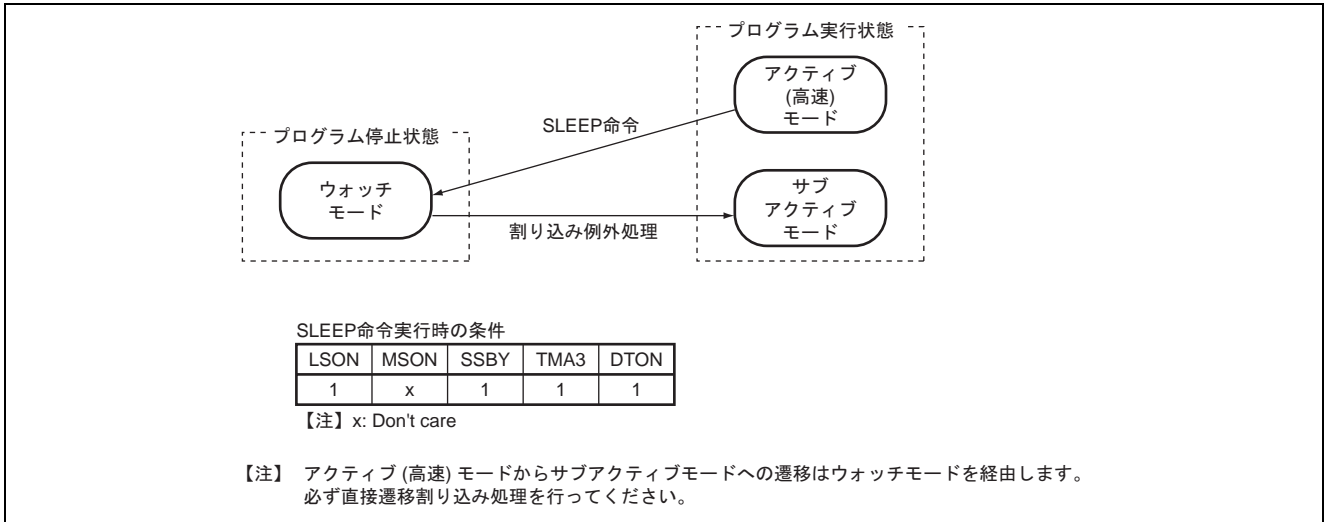 プログラム実行状態
アクティブ
(高速)
モード
SLEEP命令
プログラム停止状態
ウォッチ
モード
サブ
アクティブ
モード
割り込み例外処理
SLEEP命令実行時の条件
LSON MSON SSBY TMA3 DTON
1 x 1 1 1
【注】x: Don't care
【注】 アクティブ (高速) モードからサブアクティブモードへの遷移はウォッチモードを経由します。
必ず直接遷移割り込み処理を行ってください。